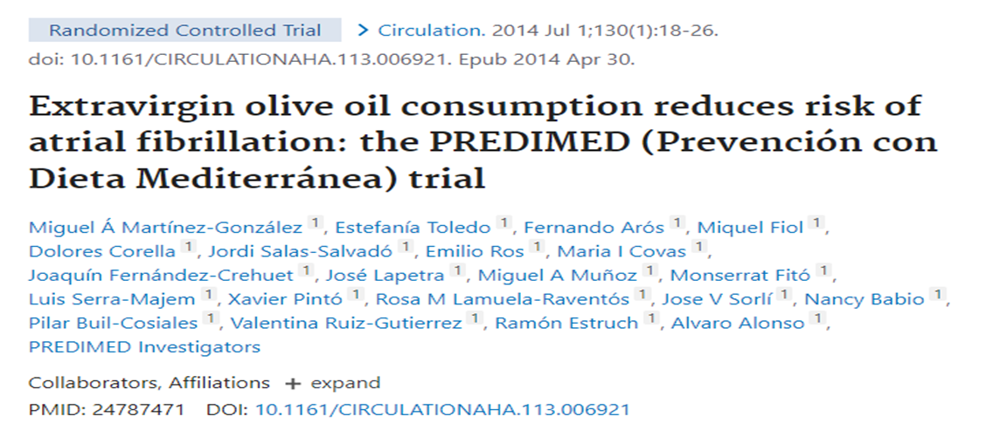 Randomized Controlled Trial > Circulation. 2014 Jul 1;130(1):18-26.
doi: 10.1161/CIRCULATIONAHA.113.006921. Epub 2014 Apr 30.
Extravirgin olive oil consumption reduces risk of
atrial fibrillation: the PREDIMED (Prevención con
Dieta Mediterránea) trial
Miguel Á Martínez-González 1, Estefanía Toledo 1, Fernando Arós 1, Miquel Fiol 1,
Dolores Corella 1, Jordi Salas-Salvadó 1, Emilio Ros 1, Maria I Covas 1,
Joaquín Fernández-Crehuet 1, José Lapetra 1, Miguel A Muñoz 1, Monserrat Fitó 1,
Luis Serra-Majem 1, Xavier Pintó 1, Rosa M Lamuela-Raventós 1, Jose V Sorlí 1, Nancy Babio 1,
Pilar Buil-Cosiales 1, Valentina Ruiz-Gutierrez 1, Ramón Estruch 1, Alvaro Alonso 1,
PREDIMED Investigators
Collaborators, Affiliations + expand
PMID: 24787471 DOI: 10.1161/CIRCULATIONAHA.113.006921